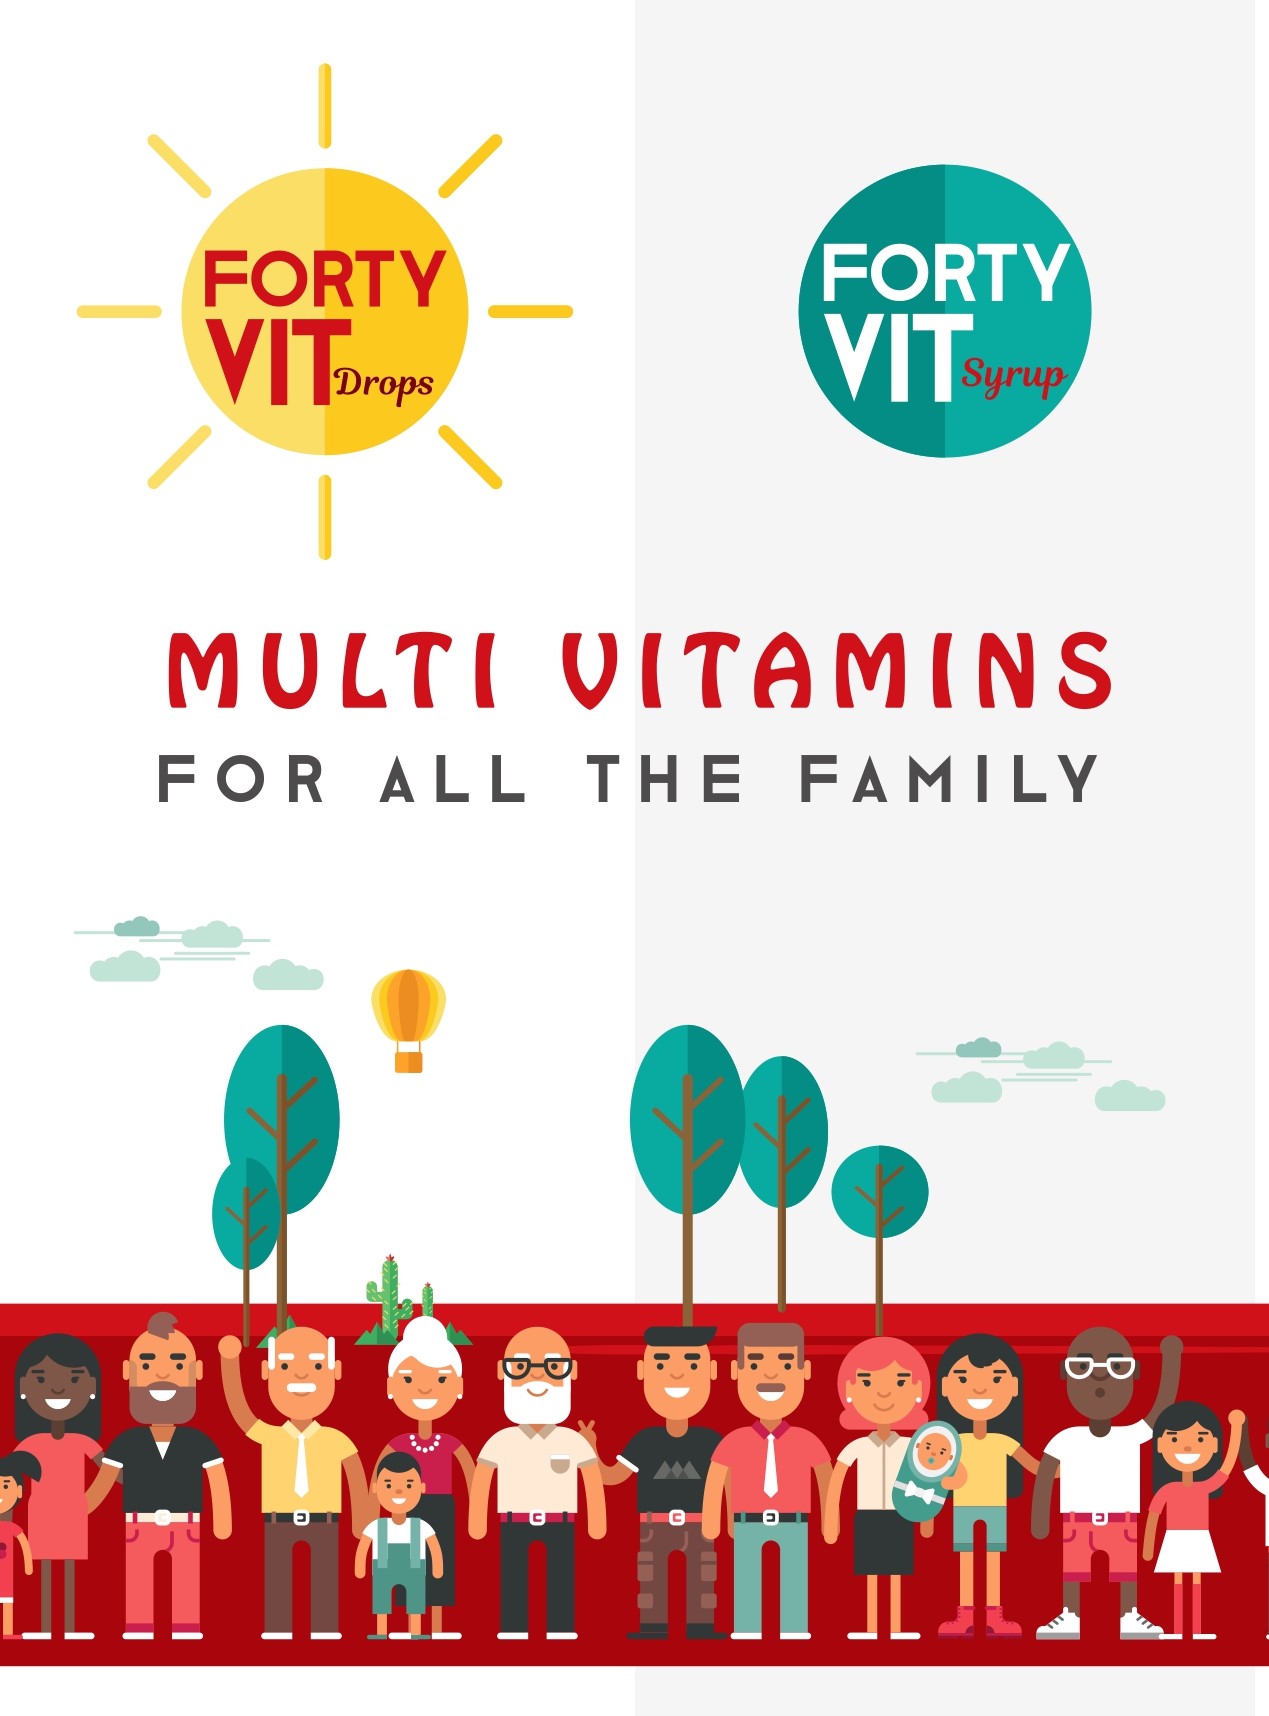 FORTY
VIT Drops
FORTY
VIT Syrup
MULTI VITAMINS
FOR ALL THE FAMILY